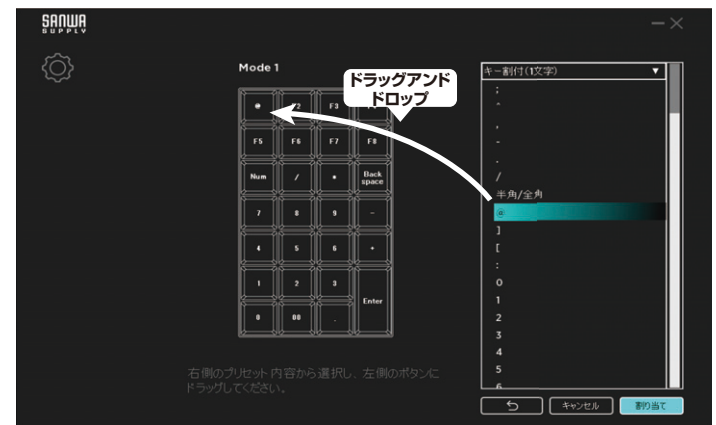 SANWA
SUPPLY
Mode 1
ドラッグアンド
ドロップ
@ F2 F3
F5 F6 F7 F8
Num / * Back
space
7 8 9 -
4 5 6 +
1 2 3
Enter
0 00 .
キー割付(1文字) ▼
;
^
,
-
.
/
半角/全角
@
]
[
:
0
1
2
3
4
5
6
右側のプリセット内容から選択し、左側のボタンに
ドラッグしてください。
キャンセル
割り当て